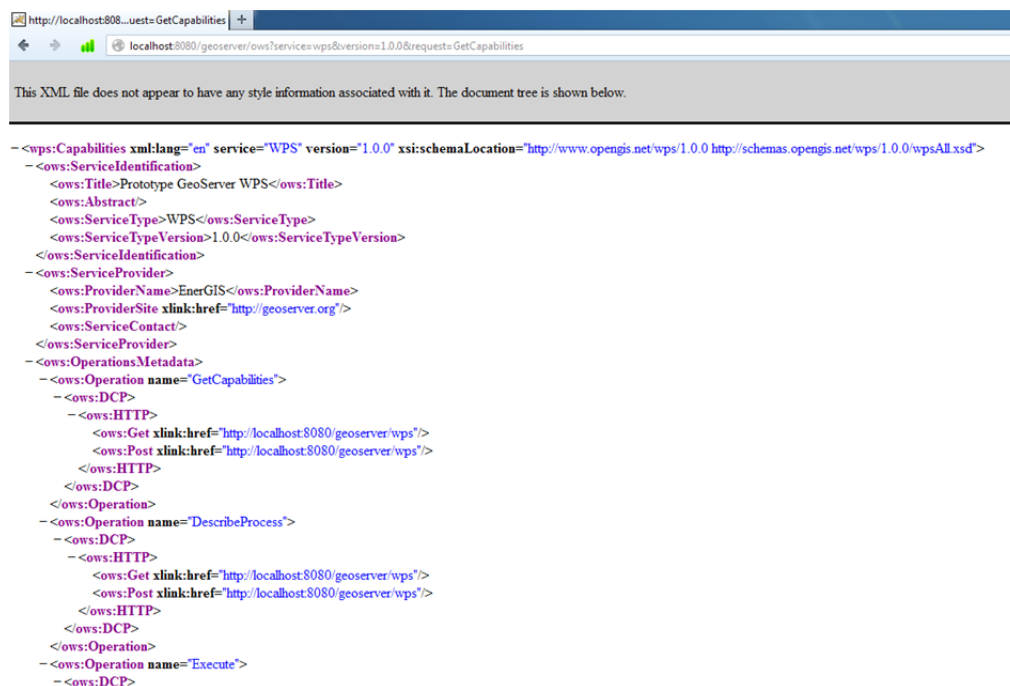 http://localhost:808...uest=GetCapabilities +
localhost:8080/geoserver/ows?service=wps&version=1.0.0&request=GetCapabilities
This XML file does not appear to have any style information associated with it. The document tree is shown below.
−<wps:Capabilities xml:lang="en" service="WPS" version="1.0.0" xsi:schemaLocation="http://www.opengis.net/wps/1.0.0 http://schemas.opengis.net/wps/1.0.0/wpsAll.xsd">
−<ows:ServiceIdentification>
<ows:Title>Prototype GeoServer WPS</ows:Title>
<ows:Abstract/>
<ows:ServiceType>WPS</ows:ServiceType>
<ows:ServiceTypeVersion>1.0.0</ows:ServiceTypeVersion>
</ows:ServiceIdentification>
−<ows:ServiceProvider>
<ows:ProviderName>EnerGIS</ows:ProviderName>
<ows:ProviderSite xlink:href="http://geoserver.org"/>
<ows:ServiceContact/>
</ows:ServiceProvider>
−<ows:OperationsMetadata>
−<ows:Operation name="GetCapabilities">
−<ows:DCP>
−<ows:HTTP>
<ows:Get xlink:href="http://localhost:8080/geoserver/wps"/>
<ows:Post xlink:href="http://localhost:8080/geoserver/wps"/>
</ows:HTTP>
</ows:DCP>
</ows:Operation>
−<ows:Operation name="DescribeProcess">
−<ows:DCP>
−<ows:HTTP>
<ows:Get xlink:href="http://localhost:8080/geoserver/wps"/>
<ows:Post xlink:href="http://localhost:8080/geoserver/wps"/>
</ows:HTTP>
</ows:DCP>
</ows:Operation>
−<ows:Operation name="Execute">
−<ows:DCP>